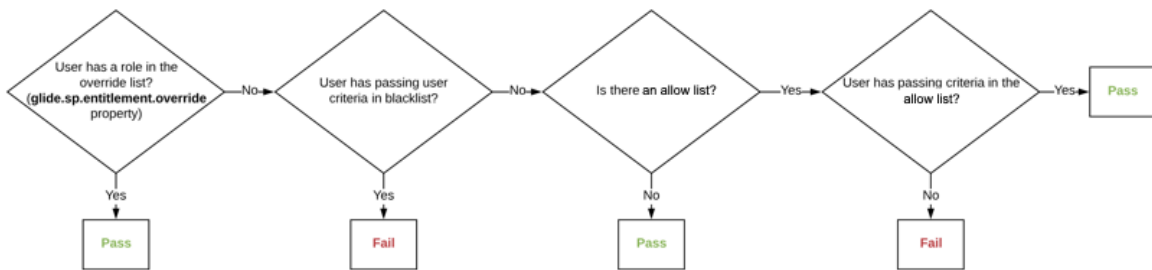 User has a role in the
override list?
(glide.sp.entitlement.override
property)
No
User has passing user
criteria in blacklist?
No
Is there an allow list?
Yes
User has passing criteria in the
allow list?
Yes
Pass
Yes
Yes
No
No
Pass
Fail
Pass
Fail